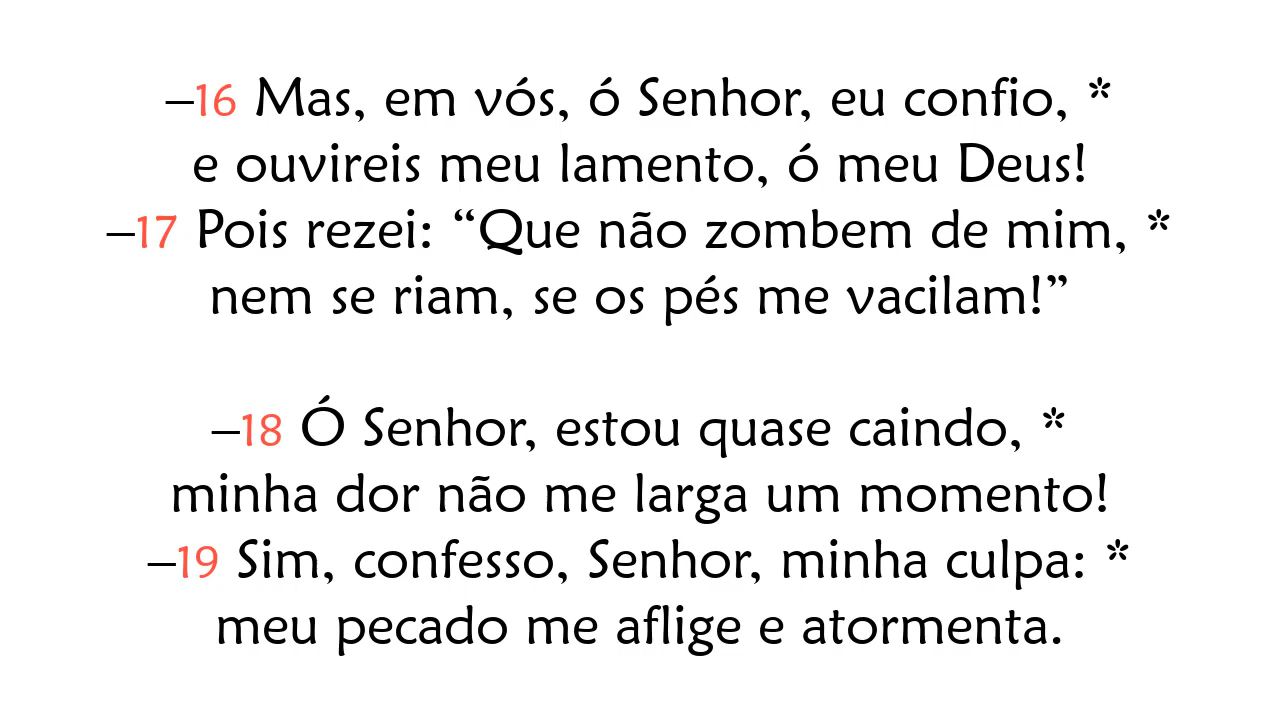 –16 Mas, em vós, ó Senhor, eu confio, *
e ouvireis meu lamento, ó meu Deus!
–17 Pois rezei: “Que não zombem de mim, *
nem se riam, se os pés me vacilam!”
–18 Ó Senhor, estou quase caindo, *
minha dor não me larga um momento!
–19 Sim, confesso, Senhor, minha culpa: *
meu pecado me aflige e atormenta.